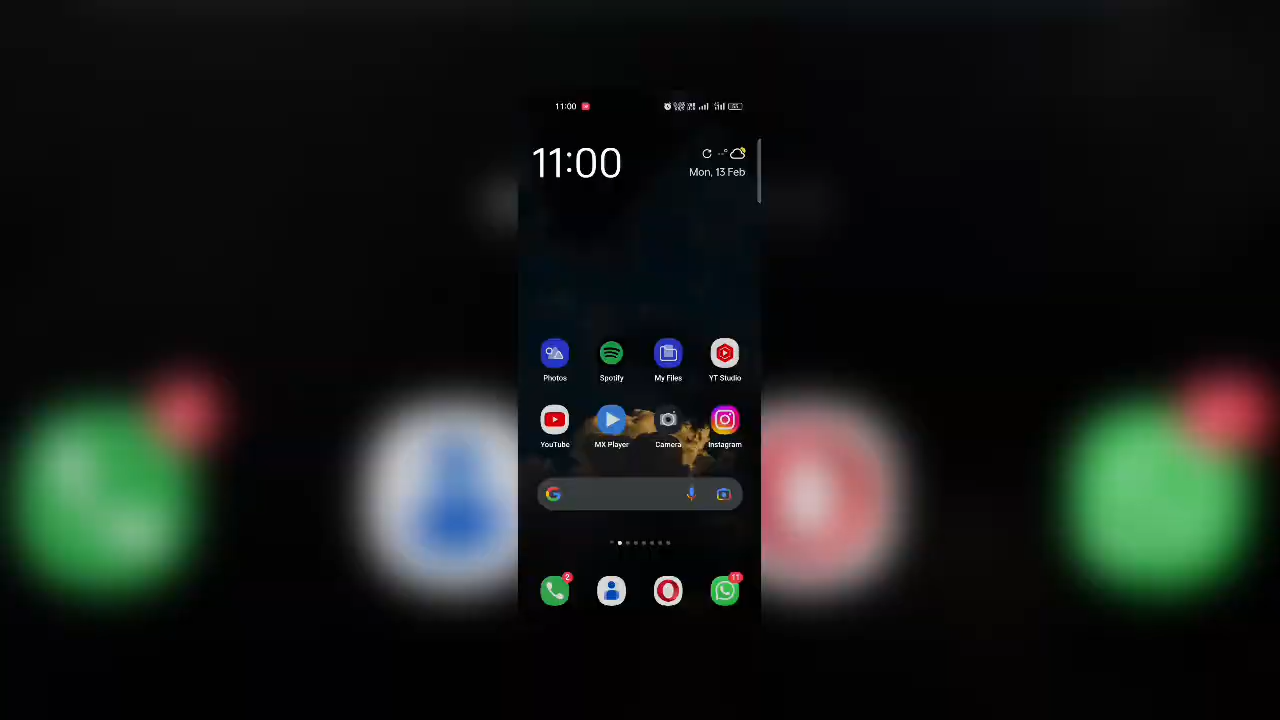 11:00
11:00
Mon, 13 Feb
Photos Spotify My Files YT Studio
YouTube MX Player Camera Instagram
2 11